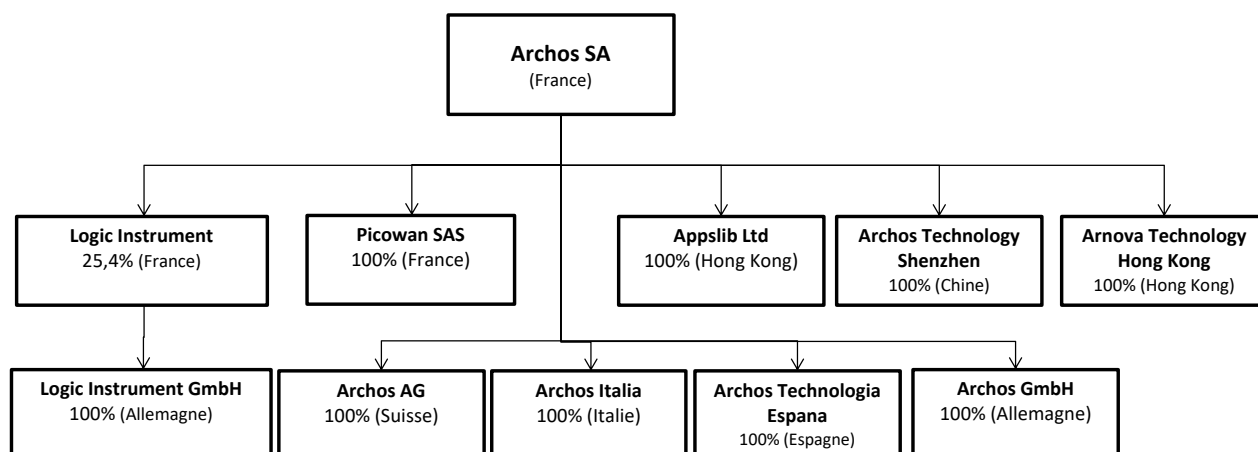 Archos SA
(France)
Logic Instrument
25,4% (France)
Picowan SAS
100% (France)
Appslib Ltd
100% (Hong Kong)
Archos Technology
Shenzhen
100% (Chine)
Arnova Technology
Hong Kong
100% (Hong Kong)
Logic Instrument GmbH
100% (Allemagne)
Archos AG
100% (Suisse)
Archos Italia
100% (Italie)
Archos Technologia
Espana
100% (Espagne)
Archos GmbH
100% (Allemagne)